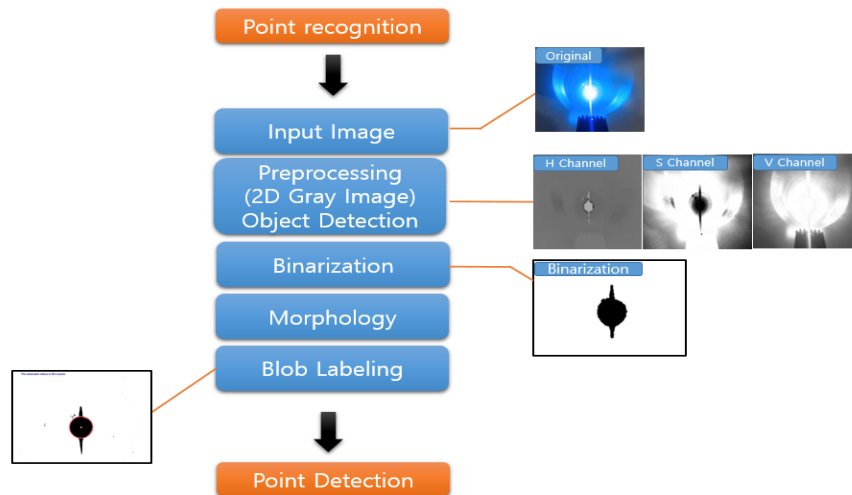 Point recognition
Original
Input Image
H Channel
S Channel
V Channel
Preprocessing
(2D Gray Image)
Object Detection
Binarization
Binarization
Morphology
Blob Labeling
Point Detection